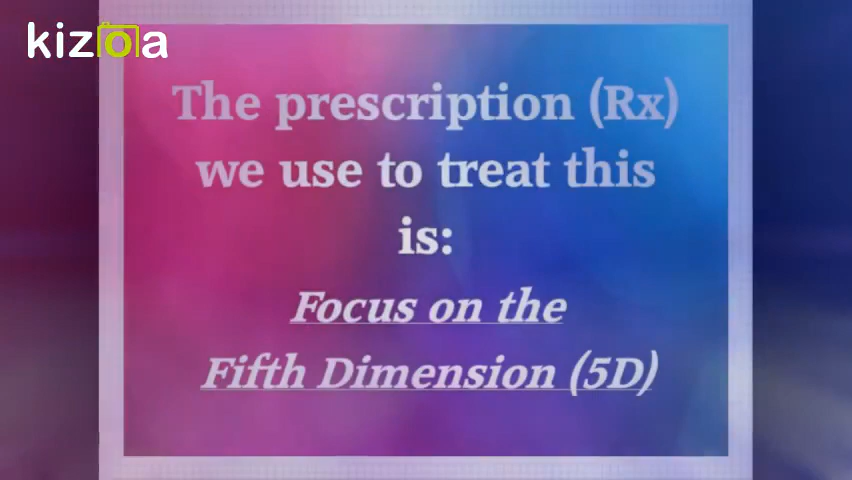 kizoa
The prescription (Rx)
we use to treat this
is:
Focus on the
Fifth Dimension (5D)